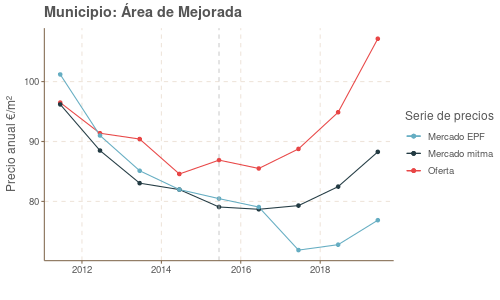 Municipio: Área de Mejorada
Precio anual €/m²
100
90
80
2012
2014
2016
2018
Serie de precios
Mercado EPF
Mercado mitma
Oferta